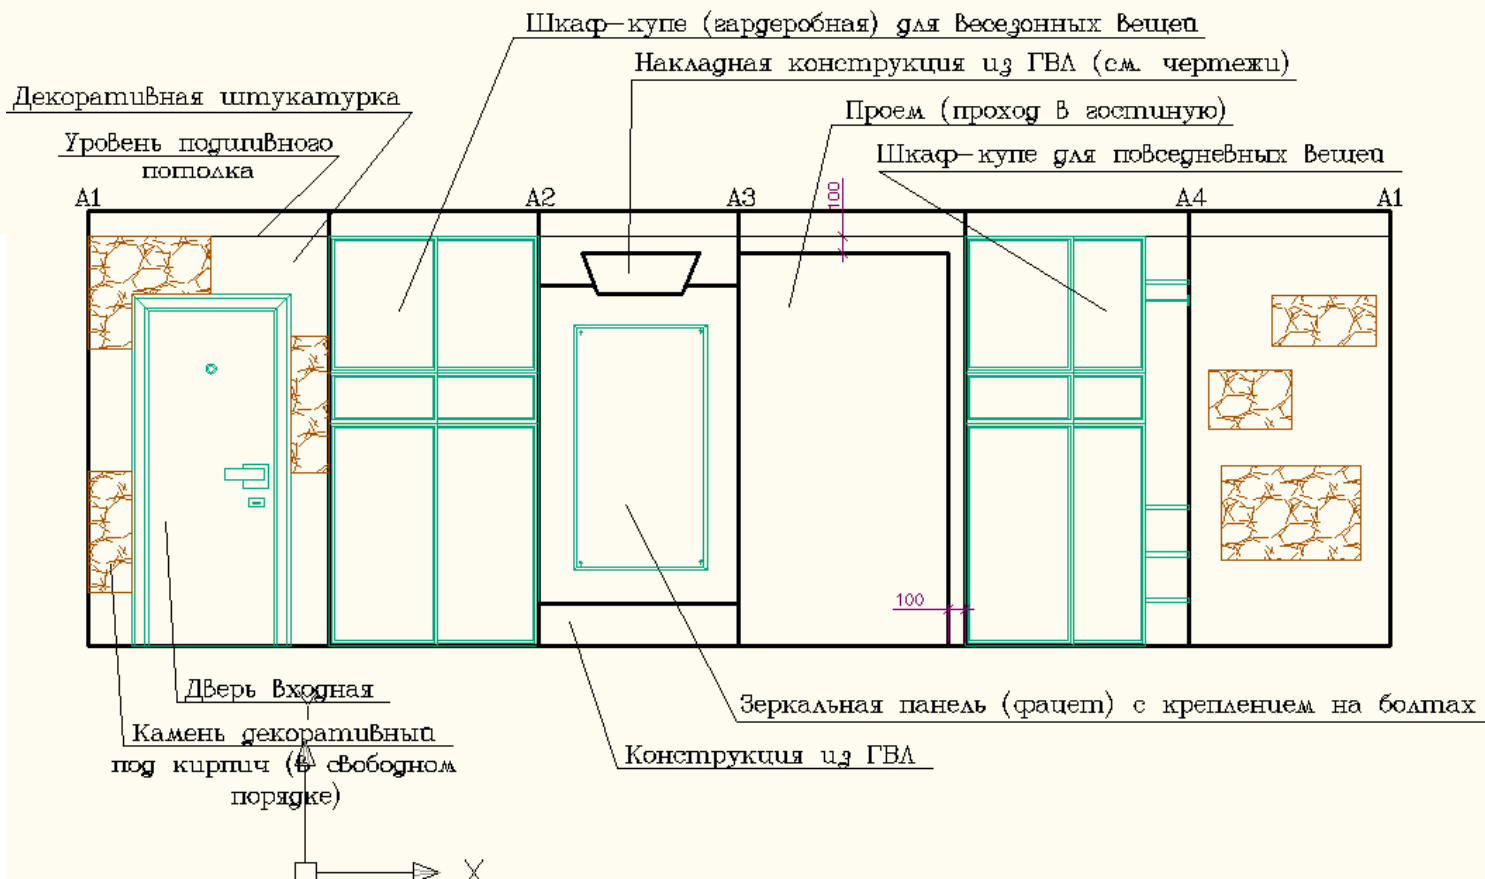 Шкаф-купе (гардеробная) для Весезонных Вещей
Накладная конструкция из ГВЛ (см. чертежи)
Декоративная штукатурка
Проем (проход в гостиную)
Уровень подшивного
потолка
Шкаф-купе для повседневных Вещей
А1
А2
А3
100
А4
А1
100
Дверь Входная
Зеркальная панель (фацет) с креплением на болтах
Камень декоративный
под кирпич (В свободном
порядке)
Конструкция из ГВЛ
Y
X